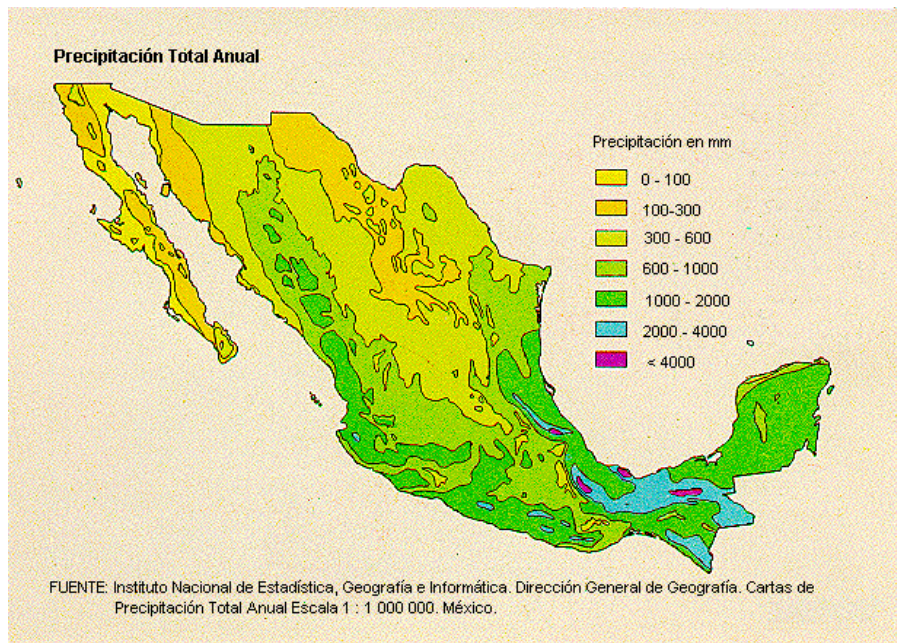 Precipitación Total Anual
Precipitación en mm
0 - 100
100-300
300 - 600
600 - 1000
1000 - 2000
2000 - 4000
< 4000
FUENTE: Instituto Nacional de Estadística, Geografía e Informática. Dirección General de Geografía. Cartas de
Precipitación Total Anual Escala 1 : 1 000 000. México.